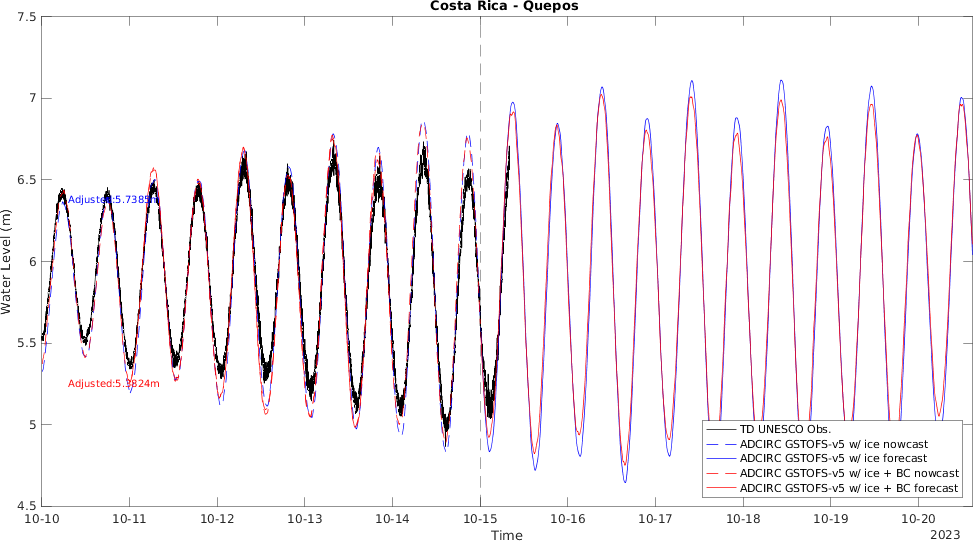 Costa Rica - Quepos
7.5
7
6.5
6
5.5
5
4.5
Water Level (m)
Adjusted:5.7385m
Adjusted:5.3824m
TD UNESCO Obs.
ADCIRC GSTOFS-v5 w/ ice nowcast
ADCIRC GSTOFS-v5 w/ ice forecast
ADCIRC GSTOFS-v5 w/ ice + BC nowcast
ADCIRC GSTOFS-v5 w/ ice + BC forecast
10-10 10-11 10-12 10-13 10-14 10-15 10-16 10-17 10-18 10-19 10-20
Time
2023